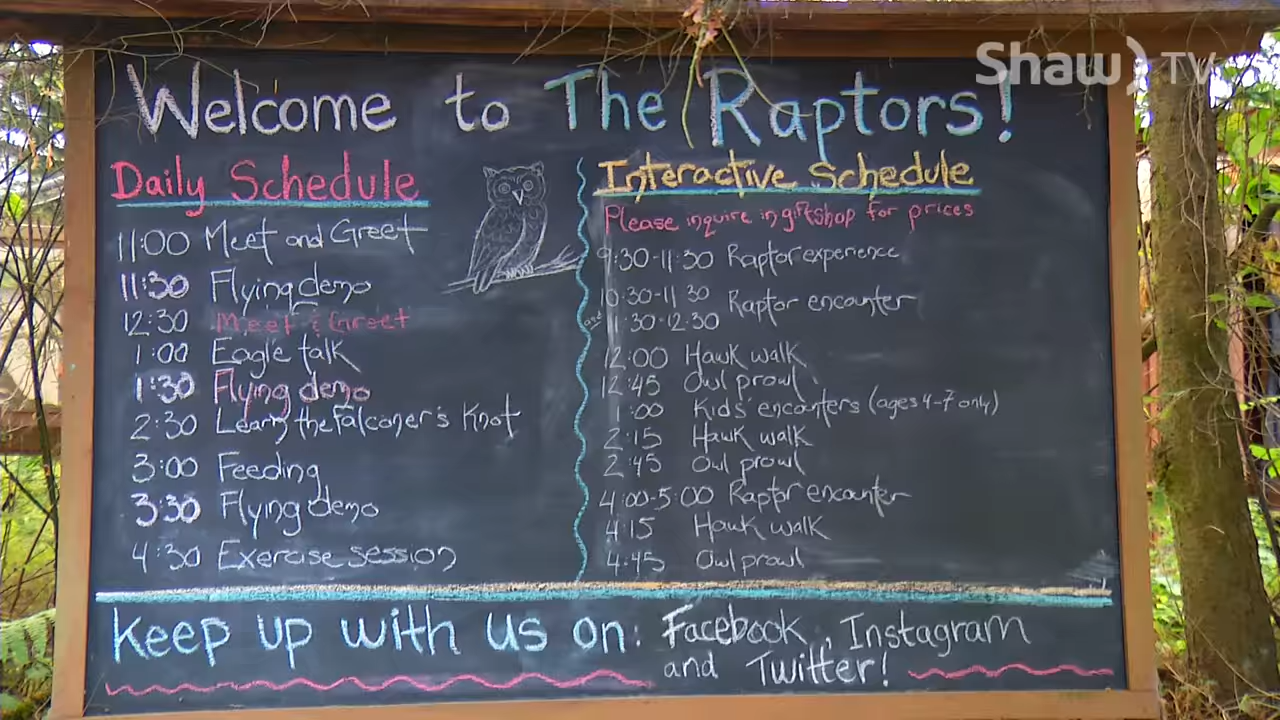 Shaw) TV
Welcome to The Raptors!
Daily Schedule
11:00 Meet and Greet
11:30 Flying demo
12:30 Meet & Greet
1:00 Eagle talk
1:30 Flying demo
2:30 Learn the Falconer's Knot
3:00 Feeding
3:30 Flying demo
4:30 Exercise session
Interactive Schedule
Please inquire in giftshop for prices
9:30-11:30 Raptor experience
10:30-11 30 Raptor encounter
and 11:30-12:30
12:00 Hawk walk
12:45 Owl prowl
1:00 Kids' encounters (ages 4-7 only)
2:15 Hawk walk
2:45 Owl prowl
4:00-5:00 Raptor encounter
4:15 Hawk walk
4:45 Owl prowl
Keep up with us on: Facebook, Instagram
and Twitter!